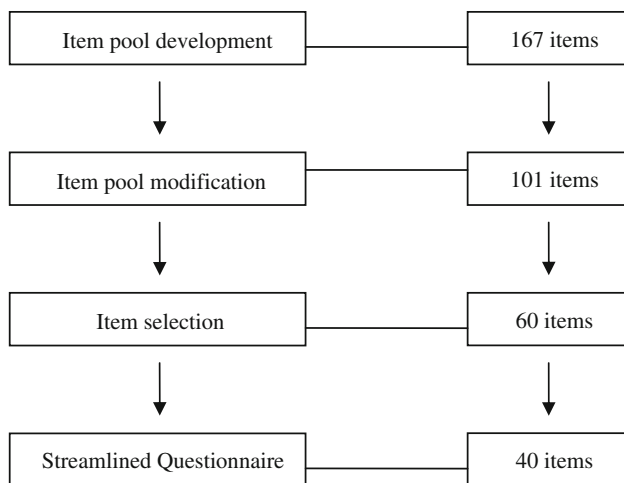 Item pool development
167 items
Item pool modification
101 items
Item selection
60 items
Streamlined Questionnaire
40 items